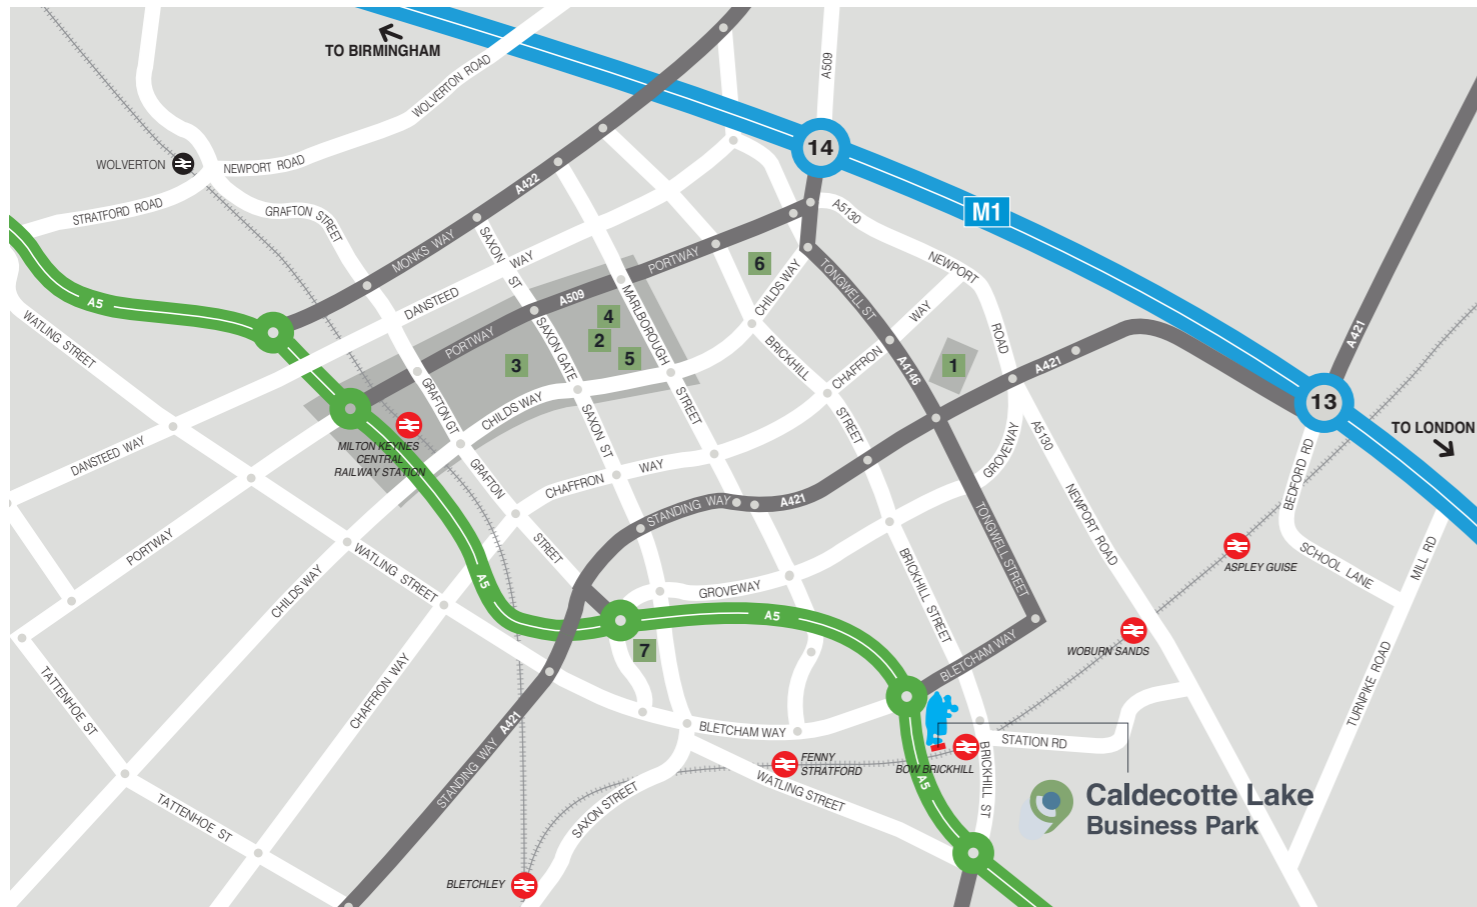 TO BIRMINGHAM
A509
WOLVERTON ROAD
14
WOLVERTON
NEWPORT ROAD
A422
M1
STRATFORD ROAD
GRAFTON STREET
A5130
MONKS WAY
SAXON ST
WAY
PORTWAY
6
CHILDS WAY
TONGWELL ST
NEWPORT
ROAD
DANSTEED
A5
A509
MARLBOROUGH
STREET
WATLING STREET
4
2
5
3
PORTWAY
SAXON GATE
BRICKHILL
STREET
CHAFFRON
WAY
A4146
1
A421
A421
13
TO LONDON
GRAFTON GT
CHILDS WAY
SAXON ST
MILTON KEYNES
CENTRAL
RAILWAY STATION
DANSTEED WAY
GRAFTON
STREET
CHAFFRON
WAY
GROVEWAY
A5130
BEDFORD RD
STANDING WAY
A421
TONGWELL STREET
NEWPORT ROAD
PORTWAY
WATLING STREET
CHILDS WAY
A5
GROVEWAY
A5
BRICKHILL STREET
ASPLEY GUISE
SCHOOL LANE
MILL RD
7
BLETCHAM WAY
WOBURN SANDS
TATTENHOE ST
CHAFFRON WAY
TURNPIKE ROAD
A421
STANDING WAY
BLETCHAM WAY
STATION RD
FENNY
STRATFORD
BOW BRICKHILL
BRICKHILL ST
A5
WATLING STREET
SAXON STREET
TATTENHOE ST
Caldecotte Lake
Business Park
BLETCHLEY